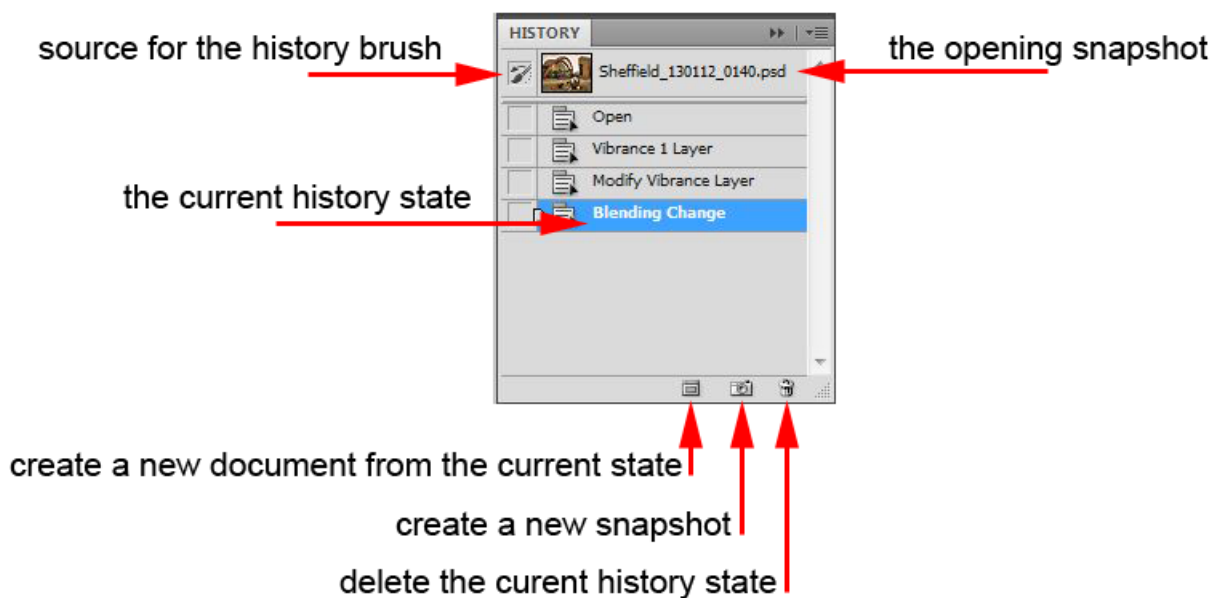 HISTORY
source for the history brush
the opening snapshot
Sheffield_130112_0140.psd
Open
Vibrance 1 Layer
Modify Vibrance Layer
the current history state
Blending Change
create a new document from the current state
create a new snapshot
delete the curent history state